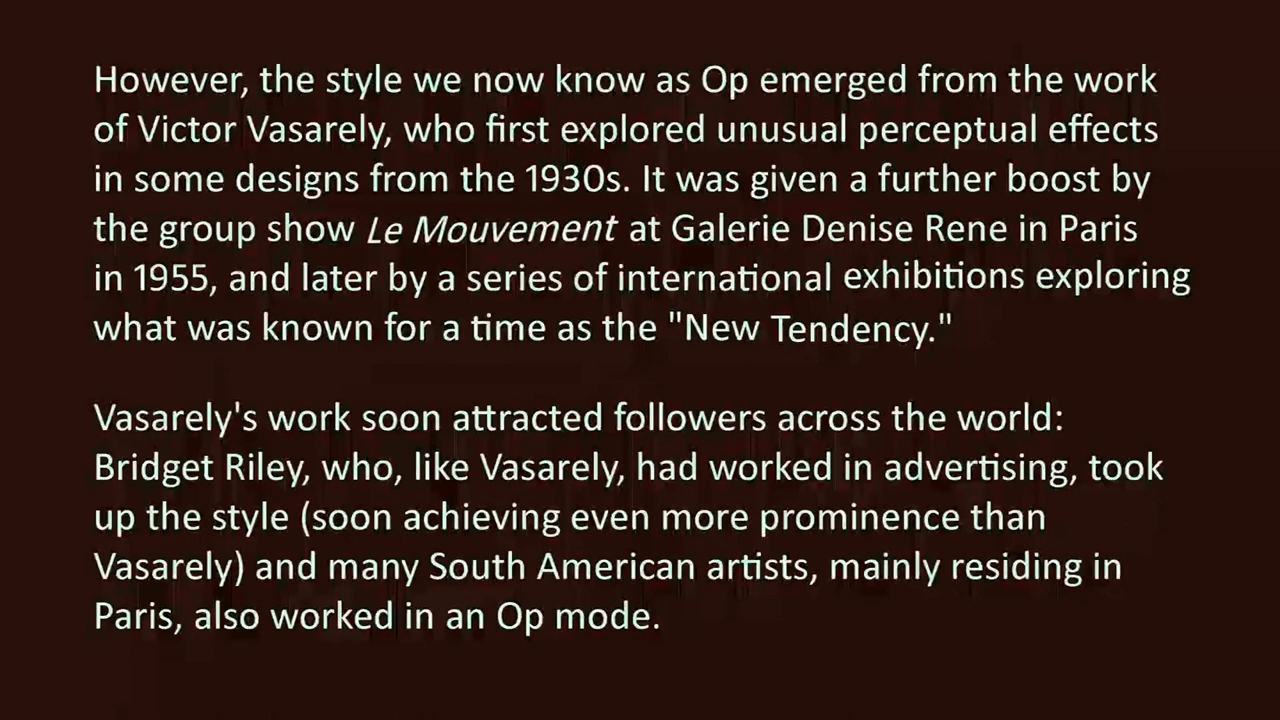 However, the style we now know as Op emerged from the work
of Victor Vasarely, who first explored unusual perceptual effects
in some designs from the 1930s. It was given a further boost by
the group show Le Mouvement at Galerie Denise Rene in Paris
in 1955, and later by a series of international exhibitions exploring
what was known for a time as the "New Tendency."
Vasarely's work soon attracted followers across the world:
Bridget Riley, who, like Vasarely, had worked in advertising, took
up the style (soon achieving even more prominence than
Vasarely) and many South American artists, mainly residing in
Paris, also worked in an Op mode.